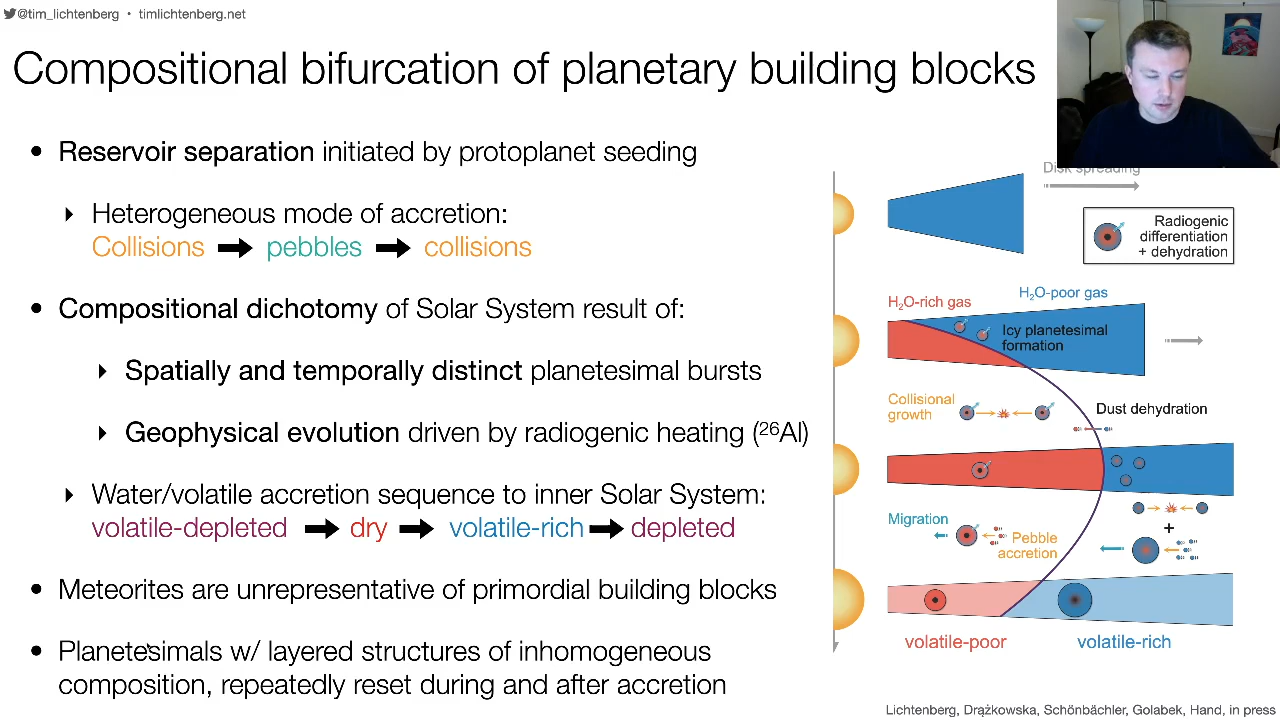 @tim_lichtenberg • timlichtenberg.net
Compositional bifurcation of planetary building blocks
• Reservoir separation initiated by protoplanet seeding
‣ Heterogeneous mode of accretion:
Collisions ➡ pebbles ➡ collisions
• Compositional dichotomy of Solar System result of:
‣ Spatially and temporally distinct planetesimal bursts
‣ Geophysical evolution driven by radiogenic heating (²⁶Al)
‣ Water/volatile accretion sequence to inner Solar System:
volatile-depleted ➡ dry ➡ volatile-rich ➡ depleted
• Meteorites are unrepresentative of primordial building blocks
• Planetesimals w/ layered structures of inhomogeneous
composition, repeatedly reset during and after accretion
Disk spreading
Radiogenic
differentiation
+ dehydration
H₂O-rich gas
H₂O-poor gas
Icy planetesimal
formation
Collisional
growth
Dust dehydration
Migration
Pebble
accretion
+
volatile-poor
volatile-rich
Lichtenberg, Drążkowska, Schönbächler, Golabek, Hand, in press